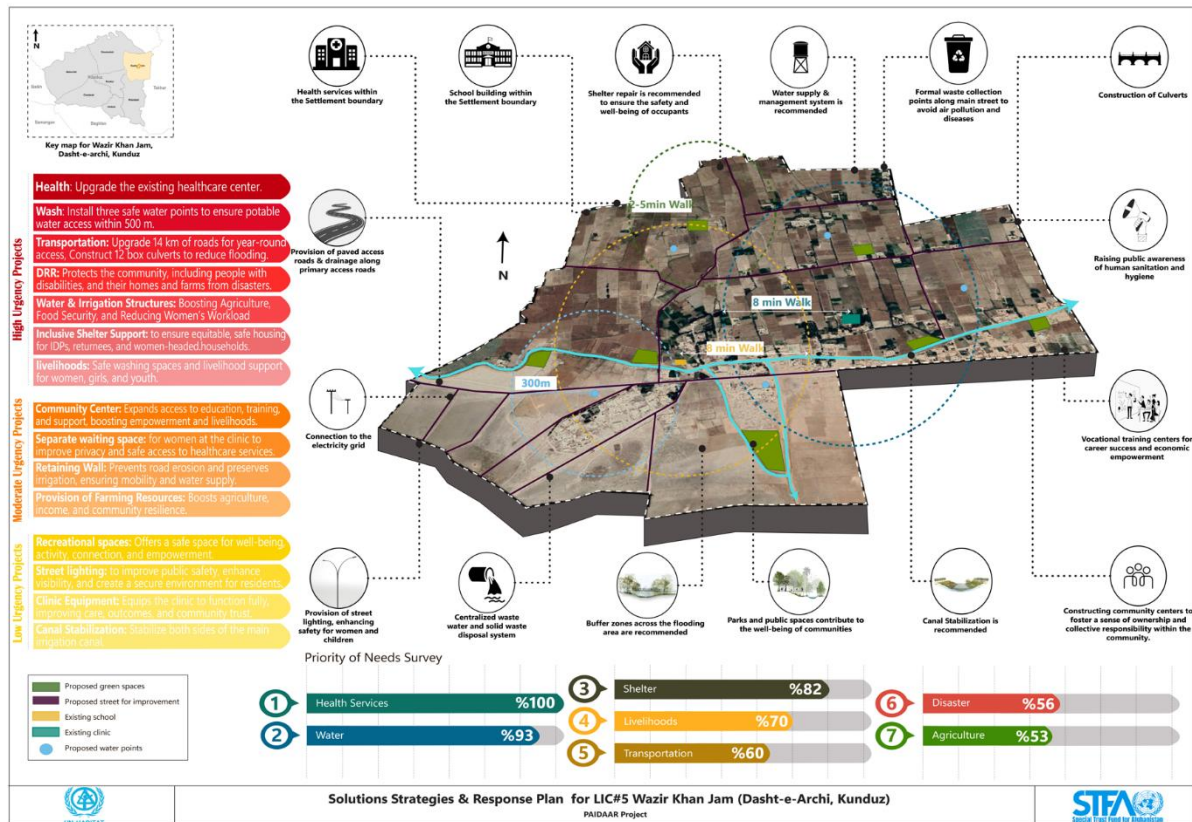 N
Key map for Wazir Khan Jam,
Dasht-e-archi, Kunduz
Health services within
the Settlement boundary
School building within
the Settlement boundary
Shelter repair is recommended
to ensure the safety and
well-being of occupants
Water supply &
management system is
recommended
Formal waste collection
points along main street to
avoid air pollution and
diseases
Construction of Culverts
High Urgency Projects
Health: Upgrade the existing healthcare center.
Wash: Install three safe water points to ensure potable
water access within 500 m.
Transportation: Upgrade 14 km of roads for year-round
access, Construct 12 box culverts to reduce flooding.
DRR: Protects the community, including people with
disabilities, and their homes and farms from disasters.
Water & Irrigation Structures: Boosting Agriculture,
Food Security, and Reducing Women's Workload
Inclusive Shelter Support: to ensure equitable, safe housing
for IDPs, returnees, and women-headed.households.
livelihoods: Safe washing spaces and livelihood support
for women, girls, and youth.
Moderate Urgency Projects
Community Center: Expands access to education, training,
and support, boosting empowerment and livelihoods.
Separate waiting space: for women at the clinic to
improve privacy and safe access to healthcare services.
Retaining Wall: Prevents road erosion and preserves
irrigation, ensuring mobility and water supply.
Provision of Farming Resources: Boosts agriculture,
income, and community resilience.
Low Urgency Projects
Recreational spaces: Offers a safe space for well-being,
activity, connection, and empowerment.
Street lighting: to improve public safety, enhance
visibility, and create a secure environment for residents.
Clinic Equipment: Equips the clinic to function fully,
improving care, outcomes, and community trust.
Canal Stabilization: Stabilize both sides of the main
irrigation canal.
Provision of paved access
roads & drainage along
primary access roads
N
2-5min Walk
8 min Walk
8 min Walk
300m
Raising public awareness
of human sanitation and
hygiene
Connection to the
electricity grid
Vocational training centers for
career success and economic
empowerment
Provision of street
lighting, enhancing
safety for women and
children
Centralized waste
water and solid waste
disposal system
Buffer zones across the flooding
area are recommended
Parks and public spaces contribute to
the well-being of communities
Canal Stabilization is
recommended
Constructing community centers to
foster a sense of ownership and
collective responsibility within the
community.
Proposed green spaces
Proposed street for improvement
Existing school
Existing clinic
Proposed water points
Priority of Needs Survey
1 Health Services %100
2 Water %93
3 Shelter %82
4 Livelihoods %70
5 Transportation %60
6 Disaster %56
7 Agriculture %53
UN-HABITAT
Solutions Strategies & Response Plan for LIC#5 Wazir Khan Jam (Dasht-e-Archi, Kunduz)
PAIDAAR Project
STFA
Special Trust Fund for Afghanistan